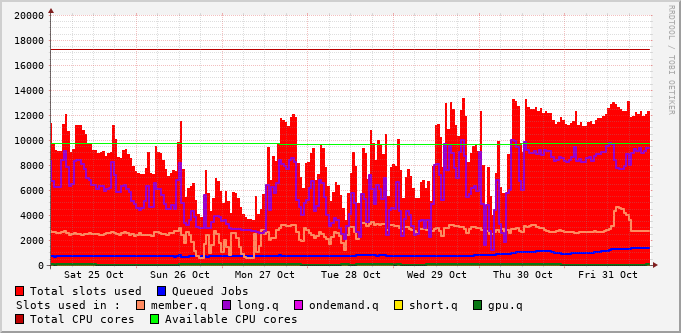 20000
18000
16000
14000
12000
10000
8000
6000
4000
2000
0
Sat 25 Oct Sun 26 Oct Mon 27 Oct Tue 28 Oct Wed 29 Oct Thu 30 Oct Fri 31 Oct
RRDTOOL / TOBI OETIKER
Total slots used Queued Jobs
Slots used in : member.q long.q ondemand.q short.q gpu.q
Total CPU cores Available CPU cores